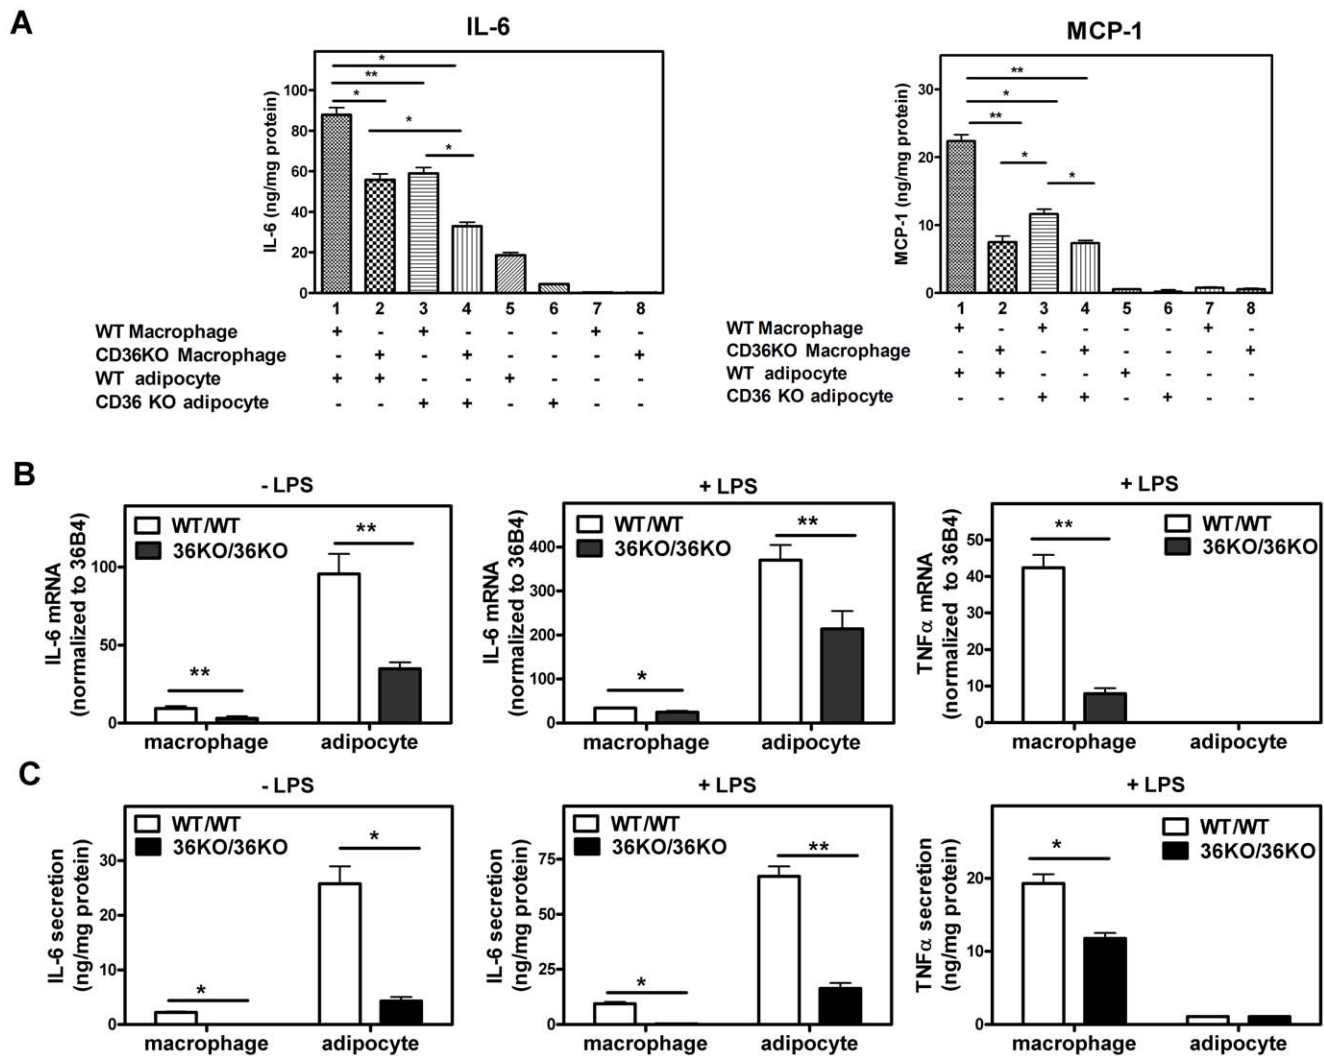 A
IL-6
MCP-1
* 
**
*
*
*
**
*
**
*
*
IL-6 (ng/mg protein)
100
80
60
40
20
0
MCP-1 (ng/mg protein)
30
20
10
0
1 2 3 4 5 6 7 8
WT Macrophage + - + - - - + -
CD36KO Macrophage - + - + - - - +
WT adipocyte + + - - + - - -
CD36 KO adipocyte - - + + - + - -
1 2 3 4 5 6 7 8
WT Macrophage + - + - - - + -
CD36KO Macrophage - + - + - - - +
WT adipocyte + + - - + - - -
CD36 KO adipocyte - - + + - + - -
B
- LPS
IL-6 mRNA
(normalized to 36B4)
100
50
0
WT/WT
36KO/36KO
**
**
macrophage adipocyte
+ LPS
IL-6 mRNA
(normalized to 36B4)
400
300
200
100
0
WT/WT
36KO/36KO
**
*
macrophage adipocyte
+ LPS
TNFα mRNA
(normalized to 36B4)
50
40
30
20
10
0
**
WT/WT
36KO/36KO
macrophage adipocyte
C
- LPS
IL-6 secretion
(ng/mg protein)
30
20
10
0
WT/WT
36KO/36KO
*
*
macrophage adipocyte
+ LPS
IL-6 secretion
(ng/mg protein)
75
50
25
0
WT/WT
36KO/36KO
**
*
macrophage adipocyte
+ LPS
TNFα secretion
(ng/mg protein)
20
10
0
*
WT/WT
36KO/36KO
macrophage adipocyte